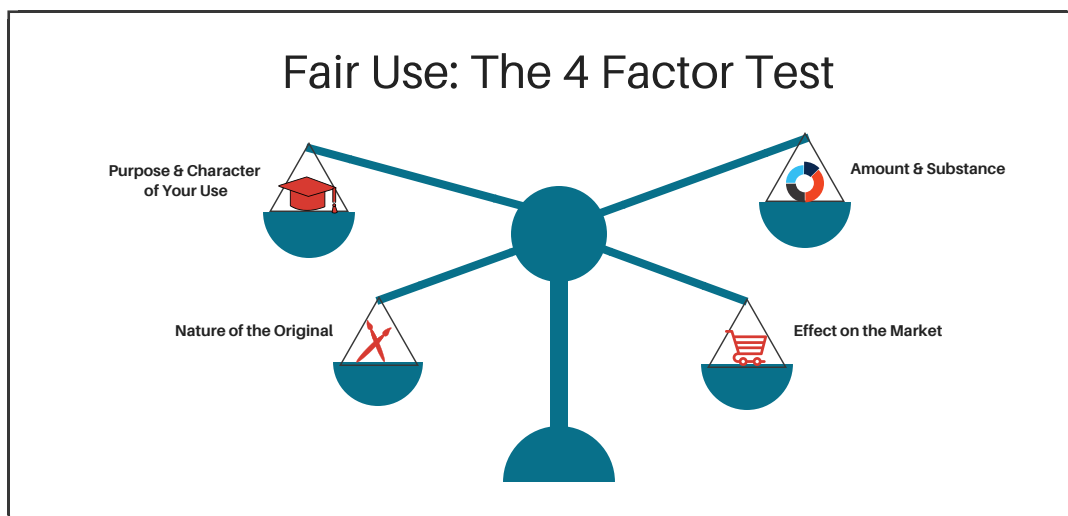 Fair Use: The 4 Factor Test
Purpose & Character
of Your Use
Amount & Substance
Nature of the Original
Effect on the Market